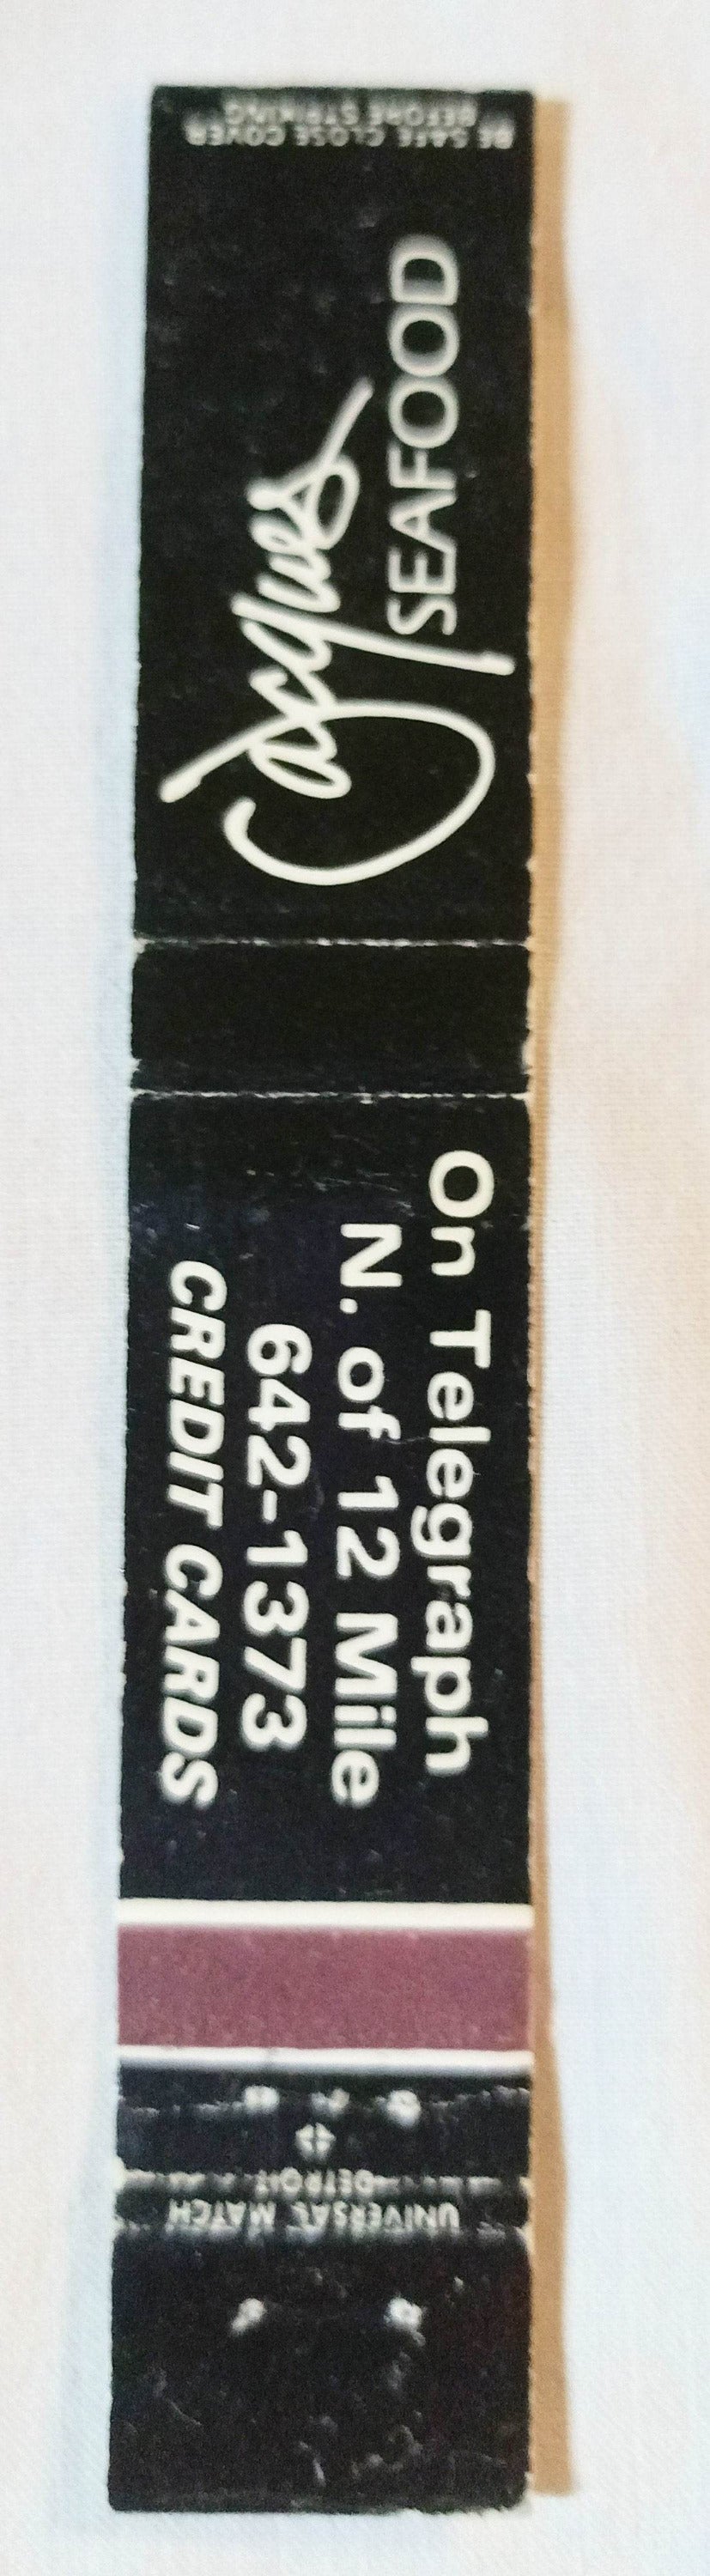 BE SAFE CLOSE COVER
BEFORE STRIKING
Jacques
SEAFOOD
On Telegraph
N. of 12 Mile
642-1373
CREDIT CARDS
UNIVERSAL MATCH
DETROIT